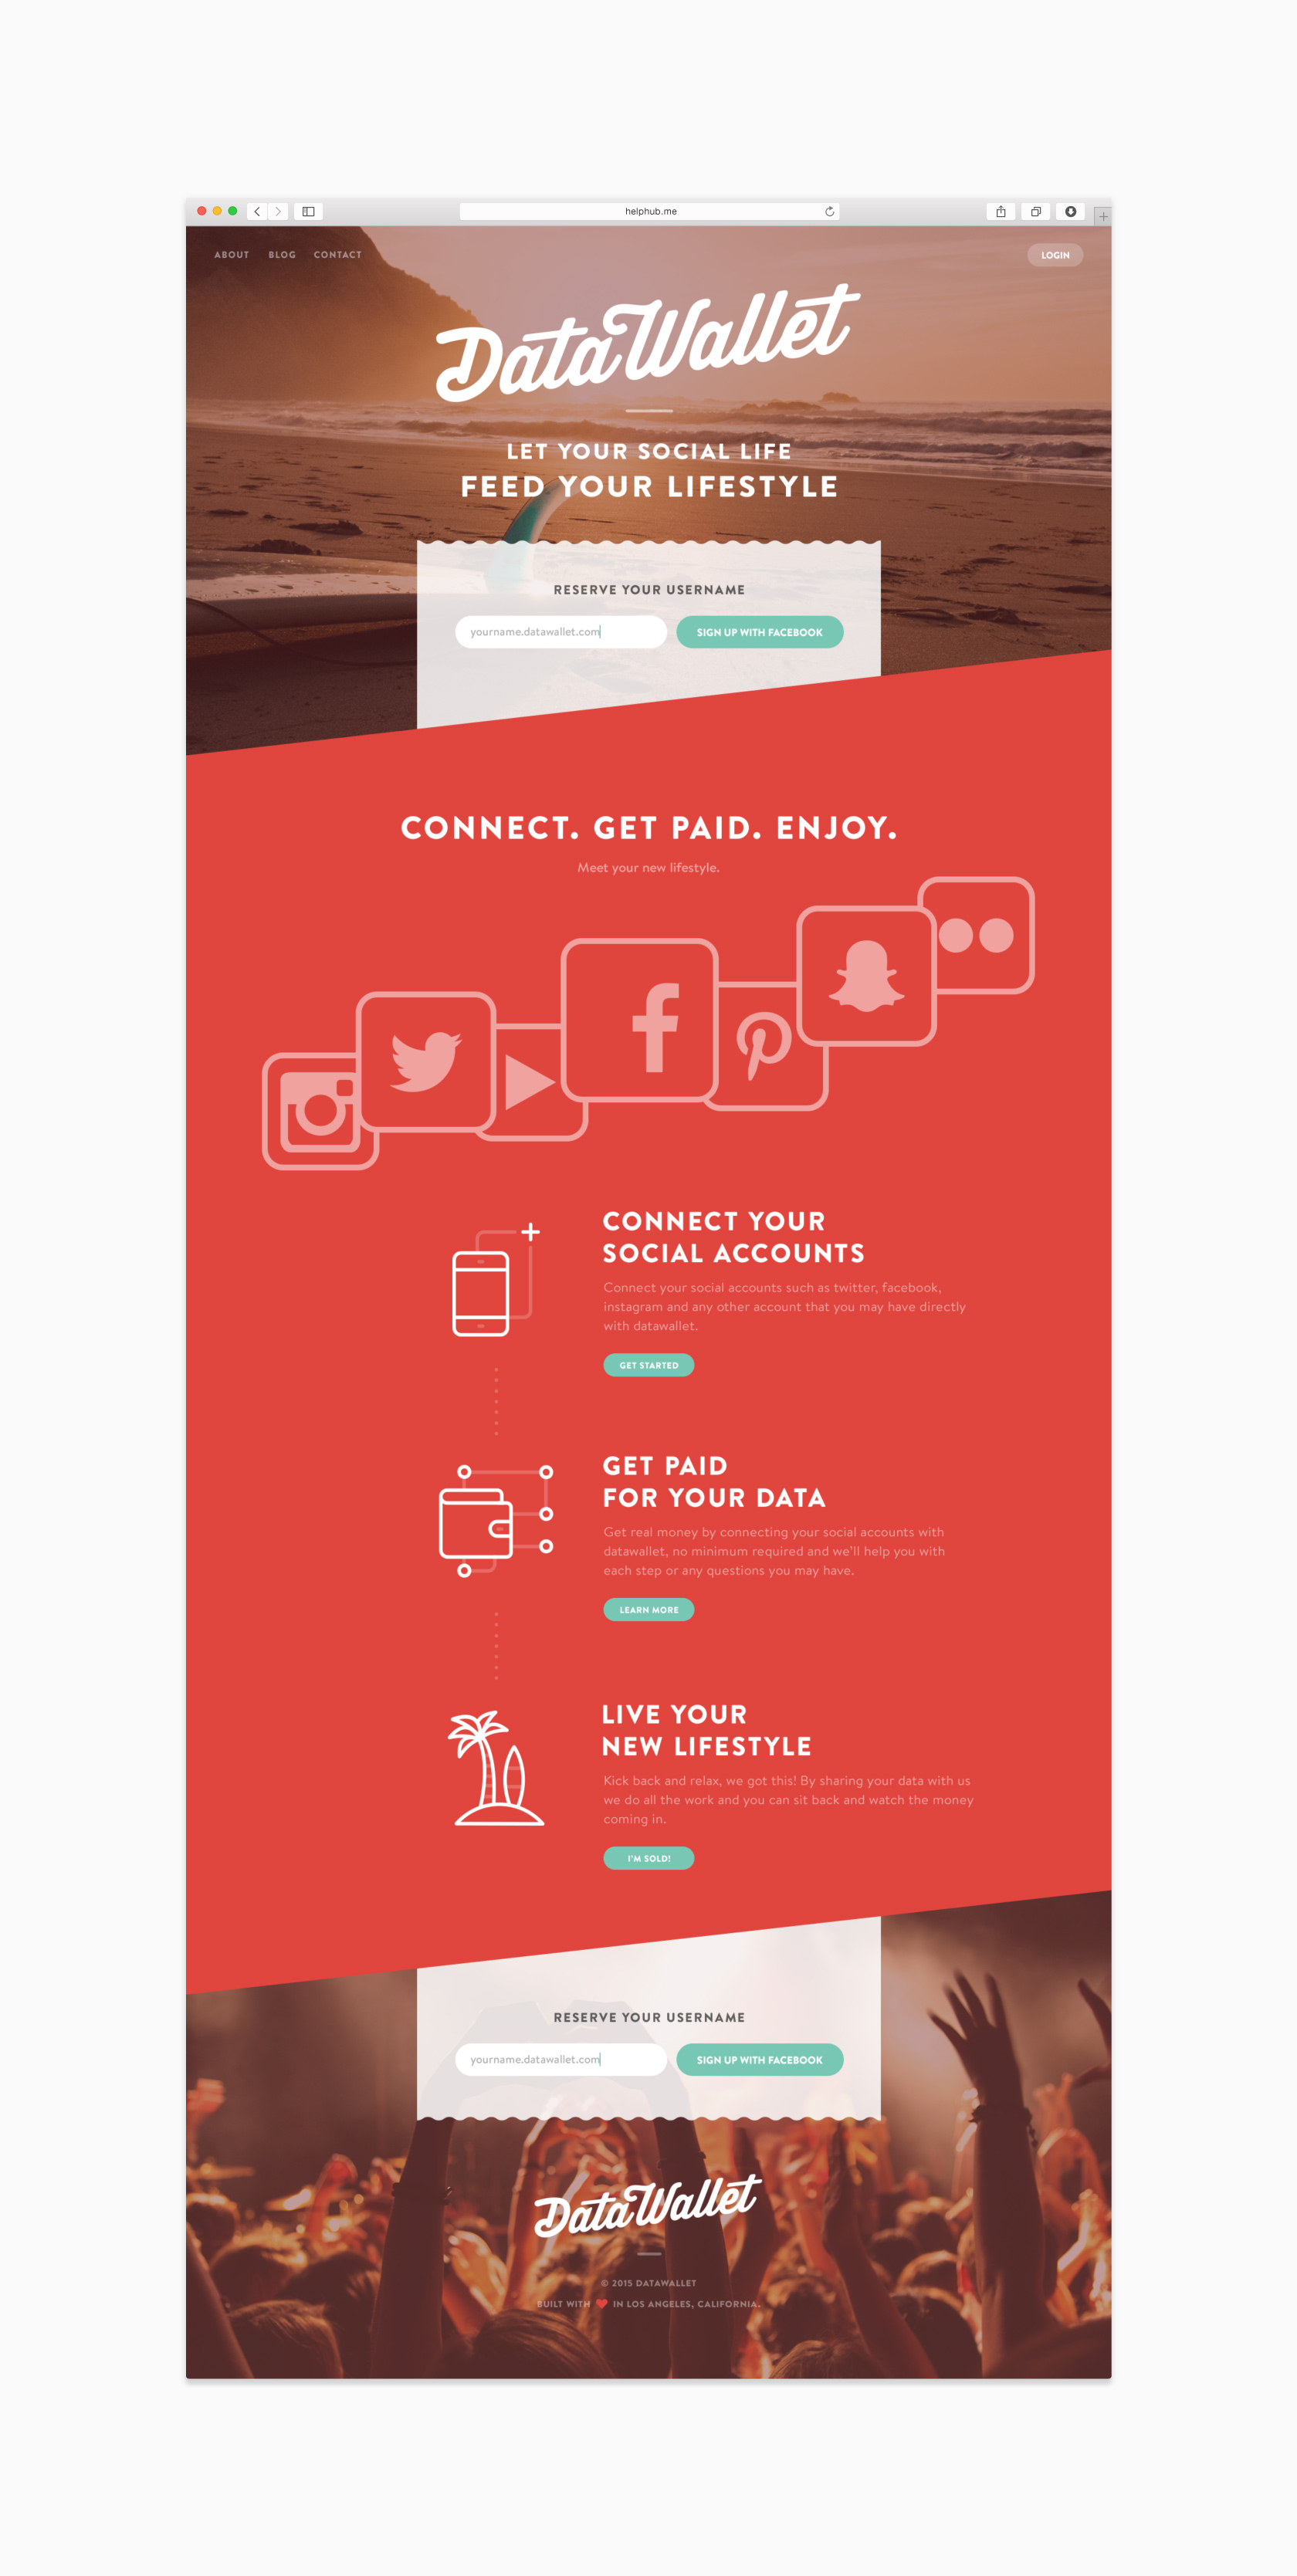 helphub.me
ABOUT BLOG CONTACT
LOGIN
DataWallet
LET YOUR SOCIAL LIFE
FEED YOUR LIFESTYLE
RESERVE YOUR USERNAME
yourname.datawallet.com
SIGN UP WITH FACEBOOK
CONNECT. GET PAID. ENJOY.
Meet your new lifestyle.
CONNECT YOUR
SOCIAL ACCOUNTS
Connect your social accounts such as twitter, facebook,
instagram and any other account that you may have directly
with datawallet.
GET STARTED
GET PAID
FOR YOUR DATA
Get real money by connecting your social accounts with
datawallet, no minimum required and we'll help you with
each step or any questions you may have.
LEARN MORE
LIVE YOUR
NEW LIFESTYLE
Kick back and relax, we got this! By sharing your data with us
we do all the work and you can sit back and watch the money
coming in.
I'M SOLD!
RESERVE YOUR USERNAME
yourname.datawallet.com
SIGN UP WITH FACEBOOK
DataWallet
© 2015 DATAWALLET
BUILT WITH ❤ IN LOS ANGELES, CALIFORNIA.